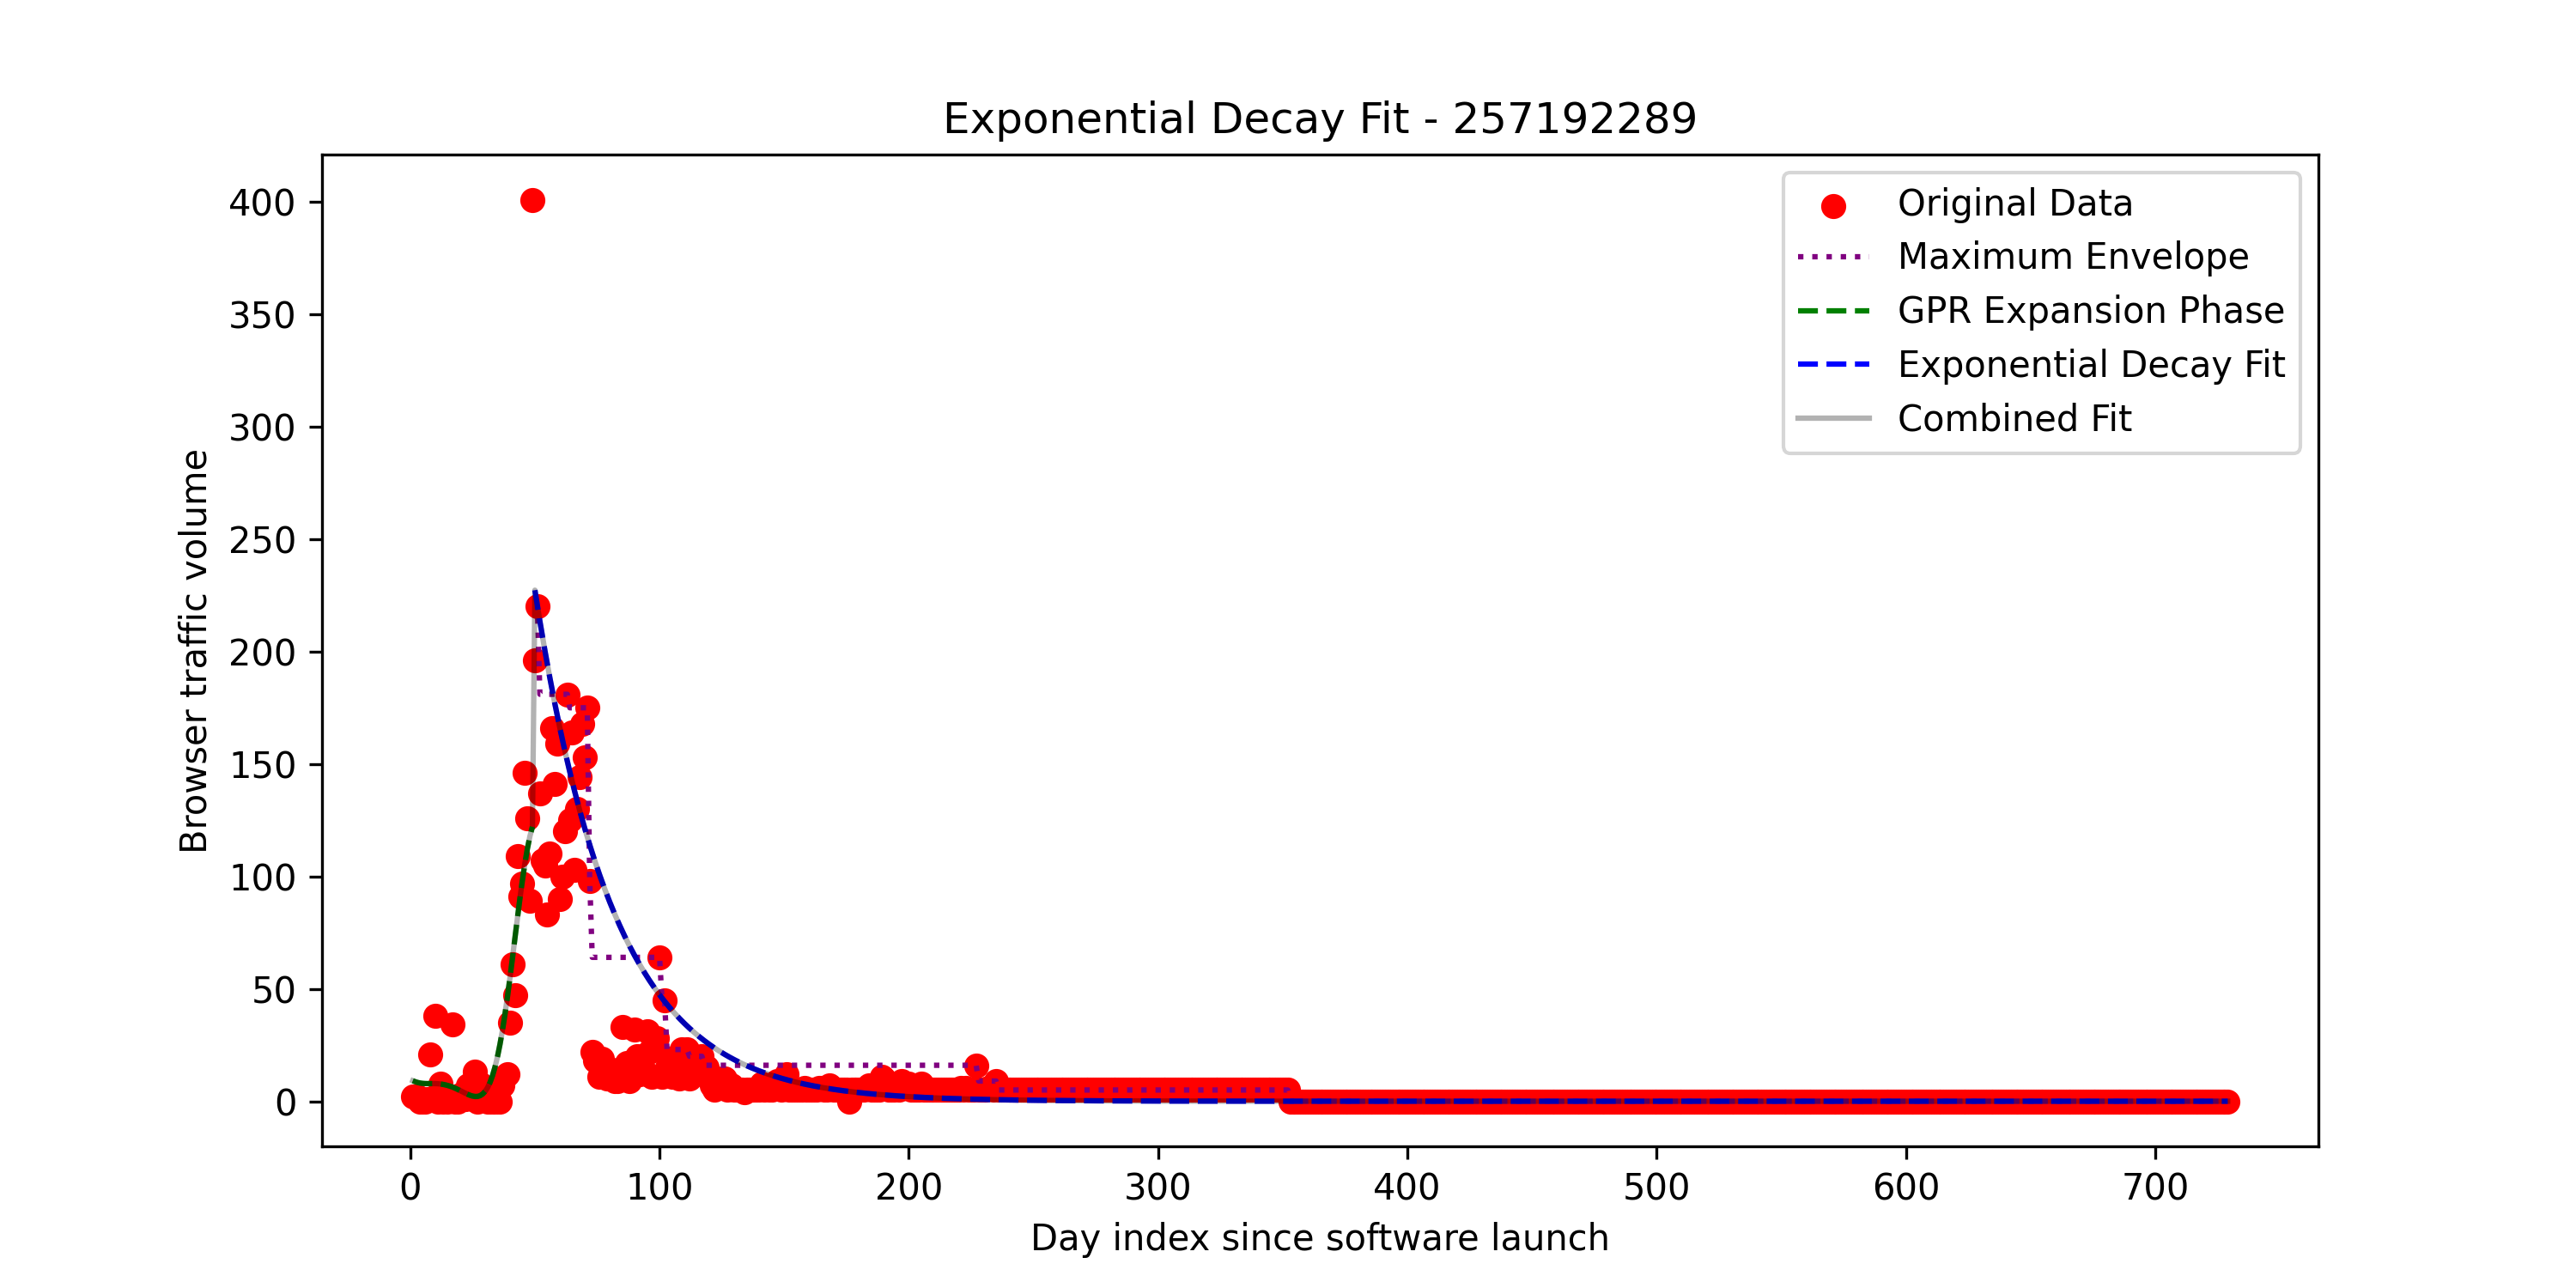 Exponential Decay Fit - 257192289
Original Data
Maximum Envelope
GPR Expansion Phase
Exponential Decay Fit
Combined Fit
Browser traffic volume
400
350
300
250
200
150
100
50
0
0 100 200 300 400 500 600 700
Day index since software launch